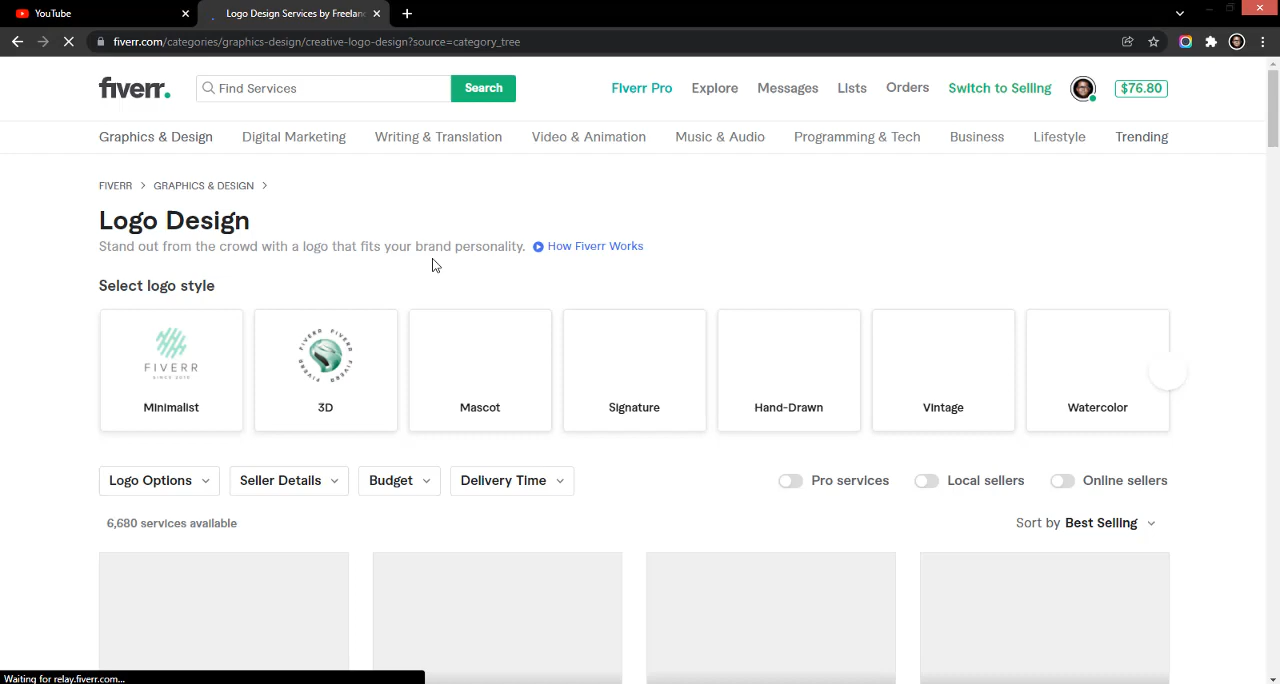 YouTube
Logo Design Services by Freelanc
fiverr.com/categories/graphics-design/creative-logo-design?source=category_tree
fiverr.
Find Services
Search
Fiverr Pro
Explore
Messages
Lists
Orders
Switch to Selling
$76.80
Graphics & Design
Digital Marketing
Writing & Translation
Video & Animation
Music & Audio
Programming & Tech
Business
Lifestyle
Trending
FIVERR
GRAPHICS & DESIGN
Logo Design
Stand out from the crowd with a logo that fits your brand personality.
How Fiverr Works
Select logo style
FIVERR
SINCE 2010
FIVERR FIVERR FIVERR FIVERR
Minimalist
3D
Mascot
Signature
Hand-Drawn
Vintage
Watercolor
Logo Options
Seller Details
Budget
Delivery Time
Pro services
Local sellers
Online sellers
6,680 services available
Sort by Best Selling
Waiting for relay.fiverr.com...